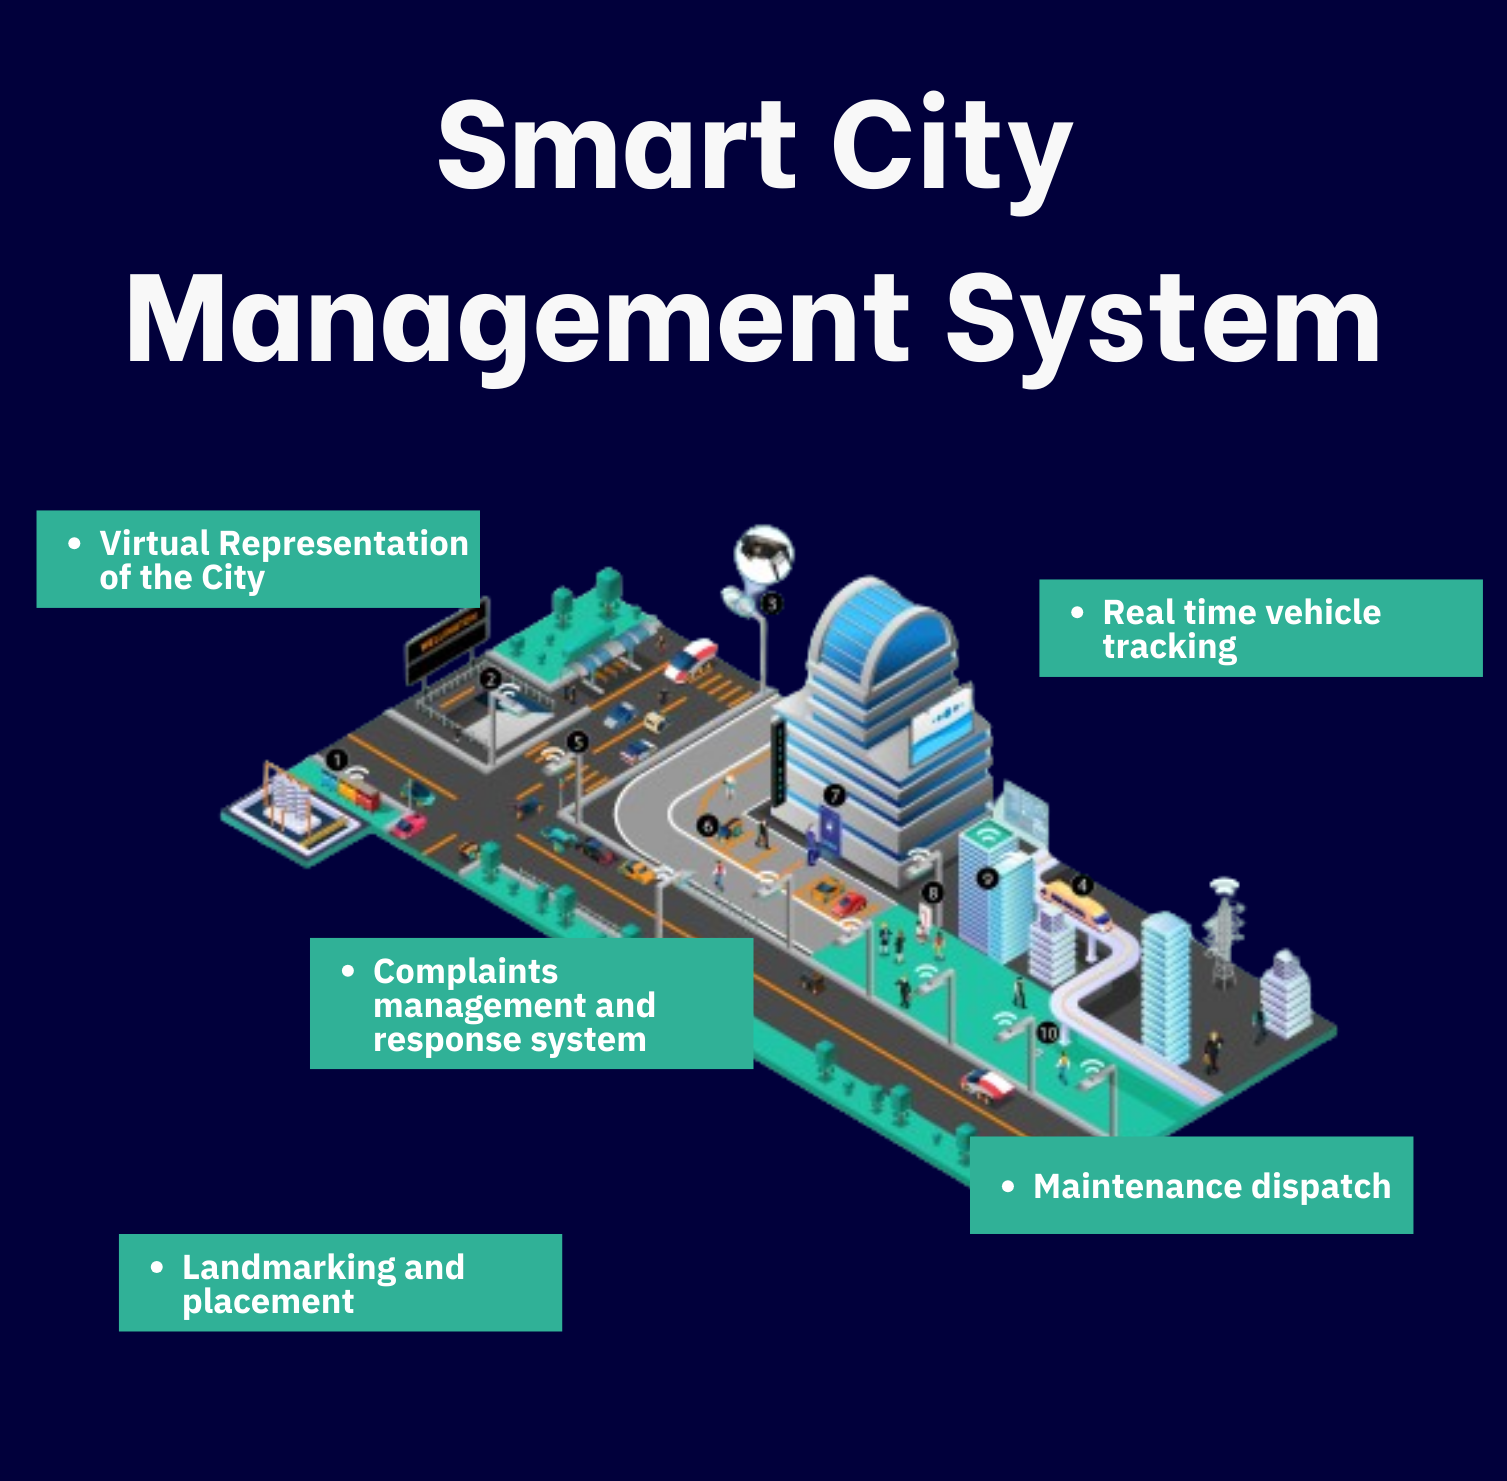 Smart City
Management System
• Virtual Representation
of the City
• Real time vehicle
tracking
3
2
5
1
7
6
9
4
8
• Complaints
management and
response system
10
• Maintenance dispatch
• Landmarking and
placement